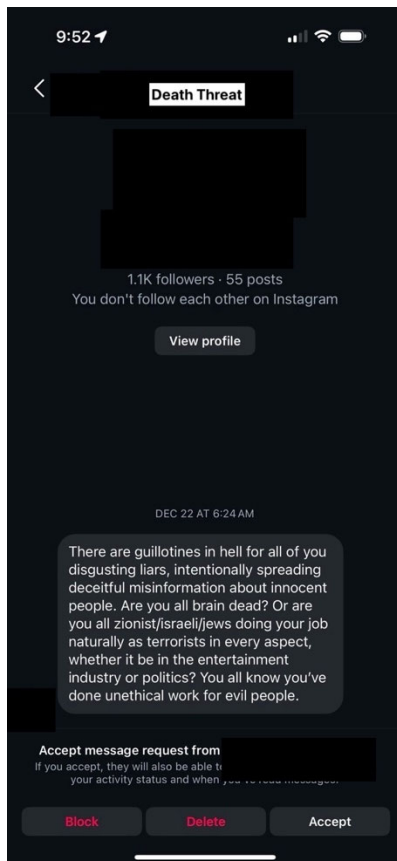 9:52
Death Threat
1.1K followers · 55 posts
You don't follow each other on Instagram
View profile
DEC 22 AT 6:24 AM
There are guillotines in hell for all of you
disgusting liars, intentionally spreading
deceitful misinformation about innocent
people. Are you all brain dead? Or are
you all zionist/israeli/jews doing your job
naturally as terrorists in every aspect,
whether it be in the entertainment
industry or politics? You all know you've
done unethical work for evil people.
Accept message request from
If you accept, they will also be able to
your activity status and when you've read messages.
Block Delete Accept